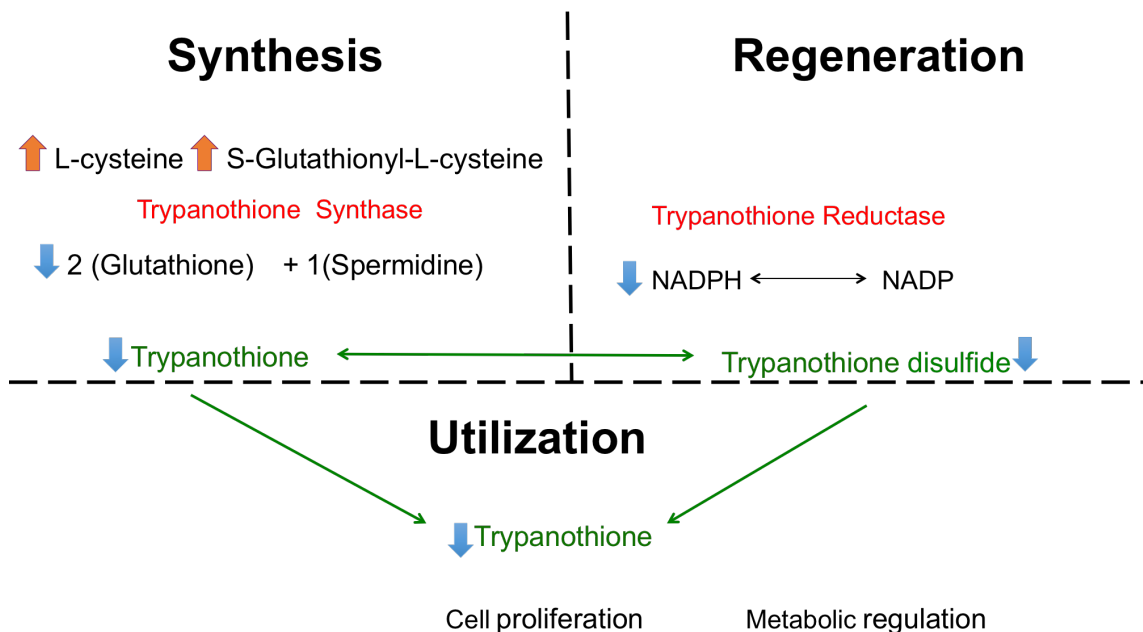 Synthesis
Regeneration
L-cysteine S-Glutathionyl-L-cysteine
Trypanothione Synthase
Trypanothione Reductase
2 (Glutathione) + 1(Spermidine)
NADPH NADP
Trypanothione
Trypanothione disulfide
Utilization
Trypanothione
Cell proliferation Metabolic regulation